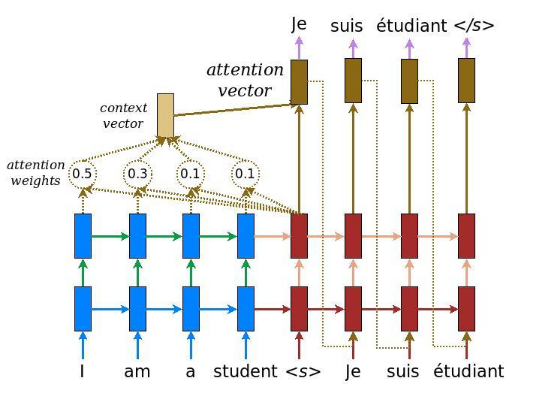 Je suis étudiant </s>
attention
vector
context
vector
attention
weights
0.5 0.3 0.1 0.1
I am a student <s> Je suis étudiant